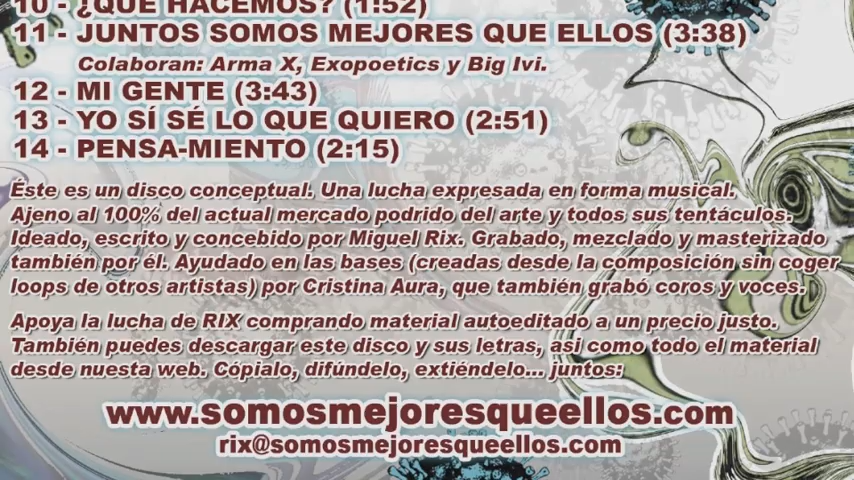 10 - ¿QUÉ HACEMOS? (1:52)
11 - JUNTOS SOMOS MEJORES QUE ELLOS (3:38)
Colaboran: Arma X, Exopoetics y Big Ivi.
12 - MI GENTE (3:43)
13 - YO SÍ SÉ LO QUE QUIERO (2:51)
14 - PENSA-MIENTO (2:15)
Éste es un disco conceptual. Una lucha expresada en forma musical.
Ajeno al 100% del actual mercado podrido del arte y todos sus tentáculos.
Ideado, escrito y concebido por Miguel Rix. Grabado, mezclado y masterizado
también por él. Ayudado en las bases (creadas desde la composición sin coger
loops de otros artistas) por Cristina Aura, que también grabó coros y voces.
Apoya la lucha de RIX comprando material autoeditado a un precio justo.
También puedes descargar este disco y sus letras, así como todo el material
desde nuesta web. Cópialo, difúndelo, extiéndelo... juntos:
www.somosmejoresqueellos.com
rix@somosmejoresqueellos.com